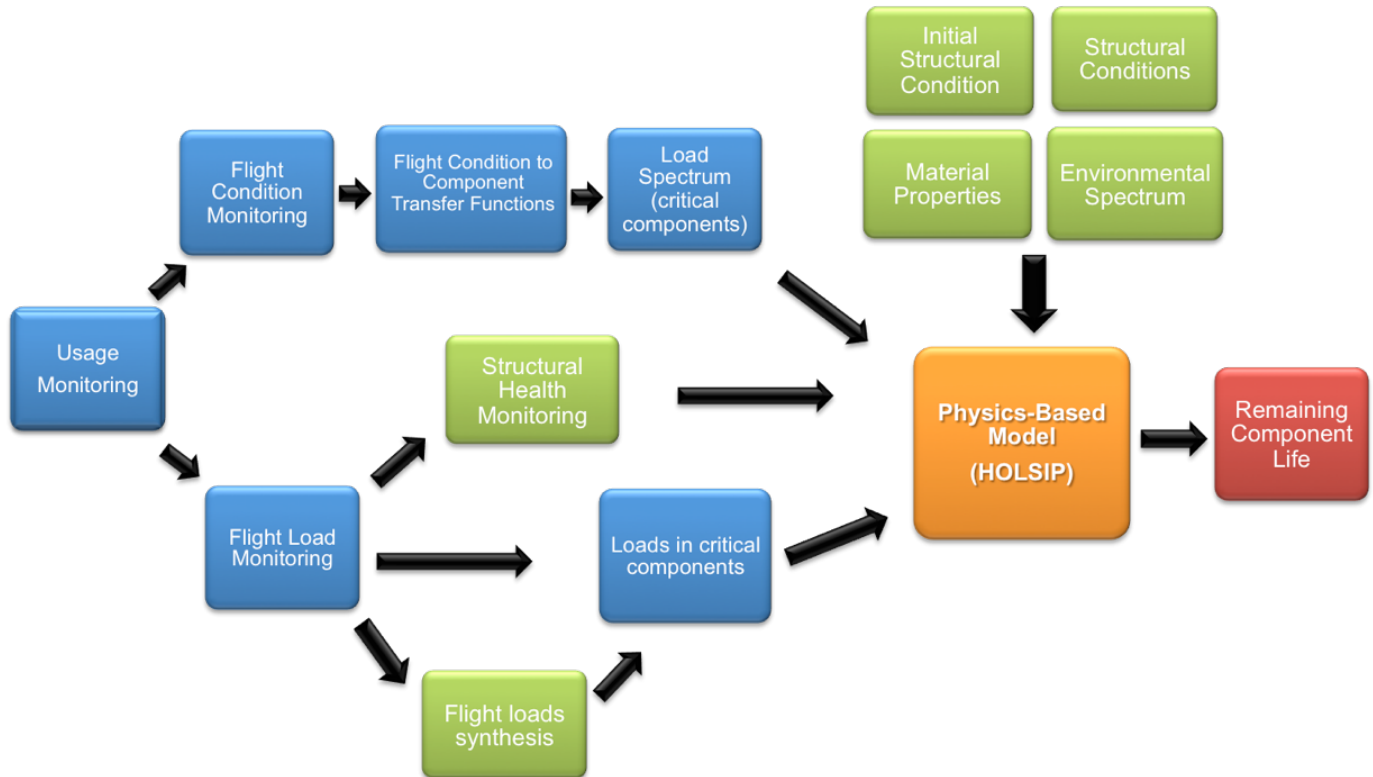 Initial
Structural
Condition
Structural
Conditions
Flight
Condition
Monitoring
Flight Condition to
Component
Transfer Functions
Load
Spectrum
(critical
components)
Material
Properties
Environmental
Spectrum
Usage
Monitoring
Structural
Health
Monitoring
Physics-Based
Model
(HOLSIP)
Remaining
Component
Life
Flight Load
Monitoring
Loads in critical
components
Flight loads
synthesis